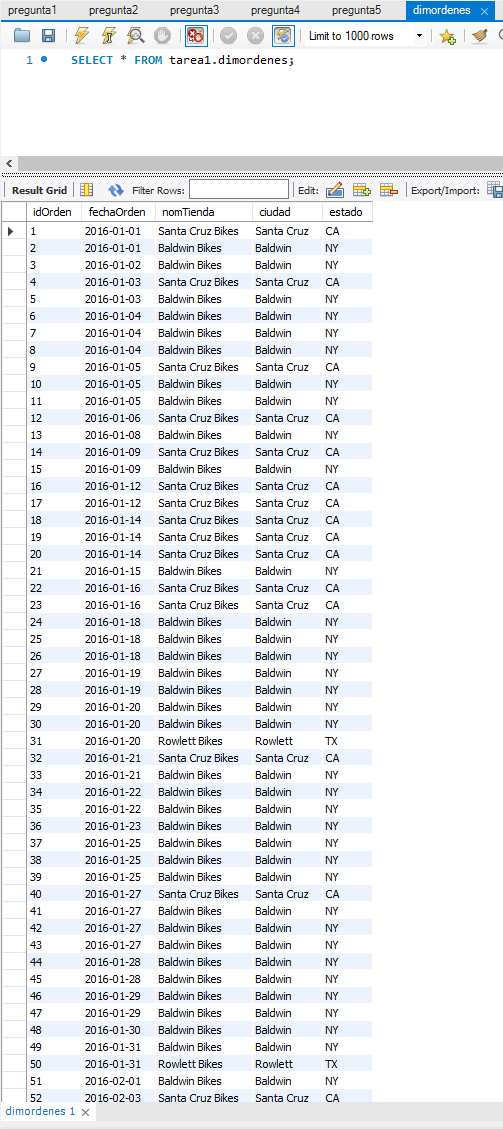 pregunta1 pregunta2 pregunta3 pregunta4 pregunta5 dimordenes
Limit to 1000 rows
1 SELECT * FROM tarea1.dimordenes;
Result Grid Filter Rows: Edit: Export/Import:
idOrden fechaOrden nomTienda ciudad estado
1 2016-01-01 Santa Cruz Bikes Santa Cruz CA
2 2016-01-01 Baldwin Bikes Baldwin NY
3 2016-01-02 Baldwin Bikes Baldwin NY
4 2016-01-03 Santa Cruz Bikes Santa Cruz CA
5 2016-01-03 Baldwin Bikes Baldwin NY
6 2016-01-04 Baldwin Bikes Baldwin NY
7 2016-01-04 Baldwin Bikes Baldwin NY
8 2016-01-04 Baldwin Bikes Baldwin NY
9 2016-01-05 Santa Cruz Bikes Santa Cruz CA
10 2016-01-05 Baldwin Bikes Baldwin NY
11 2016-01-05 Baldwin Bikes Baldwin NY
12 2016-01-06 Santa Cruz Bikes Santa Cruz CA
13 2016-01-08 Baldwin Bikes Baldwin NY
14 2016-01-09 Santa Cruz Bikes Santa Cruz CA
15 2016-01-09 Baldwin Bikes Baldwin NY
16 2016-01-12 Santa Cruz Bikes Santa Cruz CA
17 2016-01-12 Santa Cruz Bikes Santa Cruz CA
18 2016-01-14 Santa Cruz Bikes Santa Cruz CA
19 2016-01-14 Santa Cruz Bikes Santa Cruz CA
20 2016-01-14 Santa Cruz Bikes Santa Cruz CA
21 2016-01-15 Baldwin Bikes Baldwin NY
22 2016-01-16 Santa Cruz Bikes Santa Cruz CA
23 2016-01-16 Santa Cruz Bikes Santa Cruz CA
24 2016-01-18 Baldwin Bikes Baldwin NY
25 2016-01-18 Baldwin Bikes Baldwin NY
26 2016-01-18 Baldwin Bikes Baldwin NY
27 2016-01-19 Baldwin Bikes Baldwin NY
28 2016-01-19 Baldwin Bikes Baldwin NY
29 2016-01-20 Baldwin Bikes Baldwin NY
30 2016-01-20 Baldwin Bikes Baldwin NY
31 2016-01-20 Rowlett Bikes Rowlett TX
32 2016-01-21 Santa Cruz Bikes Santa Cruz CA
33 2016-01-21 Baldwin Bikes Baldwin NY
34 2016-01-22 Baldwin Bikes Baldwin NY
35 2016-01-22 Baldwin Bikes Baldwin NY
36 2016-01-23 Baldwin Bikes Baldwin NY
37 2016-01-25 Baldwin Bikes Baldwin NY
38 2016-01-25 Baldwin Bikes Baldwin NY
39 2016-01-25 Baldwin Bikes Baldwin NY
40 2016-01-27 Santa Cruz Bikes Santa Cruz CA
41 2016-01-27 Baldwin Bikes Baldwin NY
42 2016-01-27 Baldwin Bikes Baldwin NY
43 2016-01-27 Baldwin Bikes Baldwin NY
44 2016-01-28 Baldwin Bikes Baldwin NY
45 2016-01-28 Baldwin Bikes Baldwin NY
46 2016-01-29 Baldwin Bikes Baldwin NY
47 2016-01-29 Baldwin Bikes Baldwin NY
48 2016-01-30 Baldwin Bikes Baldwin NY
49 2016-01-31 Baldwin Bikes Baldwin NY
50 2016-01-31 Rowlett Bikes Rowlett TX
51 2016-02-01 Baldwin Bikes Baldwin NY
52 2016-02-03 Santa Cruz Bikes Santa Cruz CA
dimordenes 1